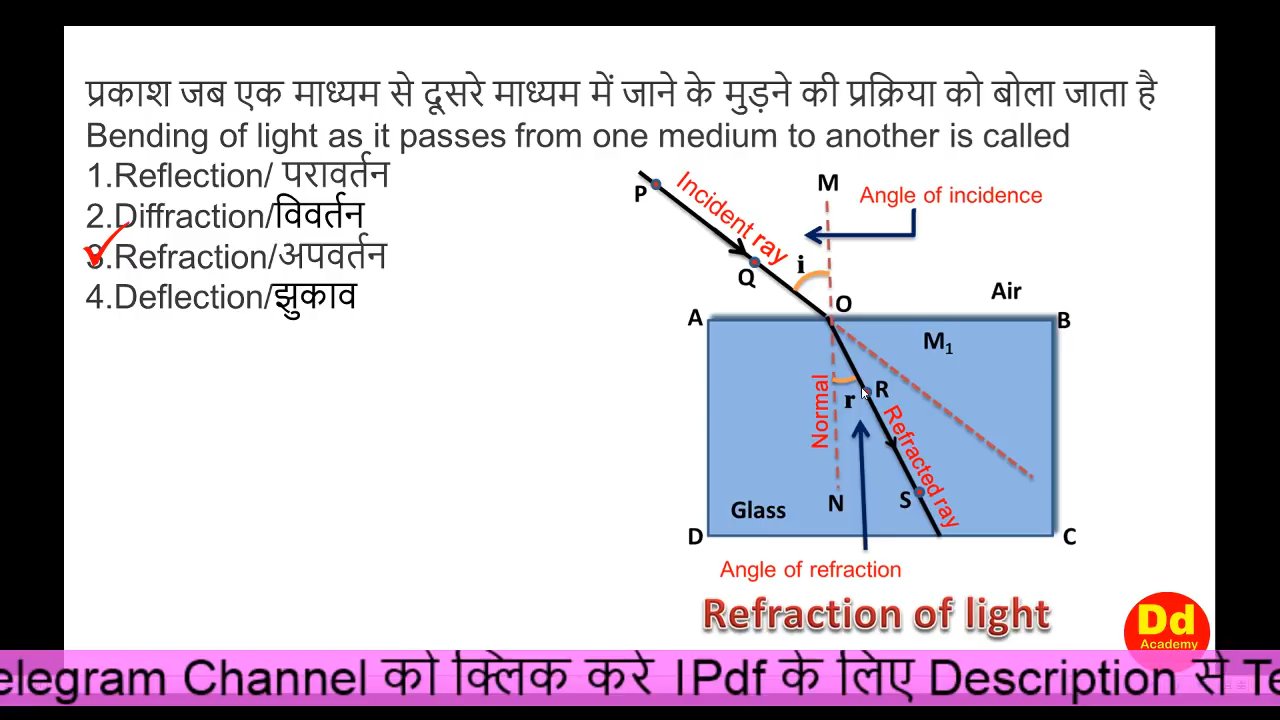 प्रकाश जब एक माध्यम से दूसरे माध्यम में जाने के मुड़ने की प्रक्रिया को बोला जाता है
Bending of light as it passes from one medium to another is called
1.Reflection/ परावर्तन
2.Diffraction/विवर्तन
3.Refraction/अपवर्तन
4.Deflection/झुकाव
P
Incident ray
M
Angle of incidence
Q
i
O
Air
A
B
M₁
Normal
r
R
Refracted ray
Glass
N
S
D
C
Angle of refraction
Refraction of light
Dd
Academy
elegram Channel को क्लिक करे ।Pdf के लिए Description से Te